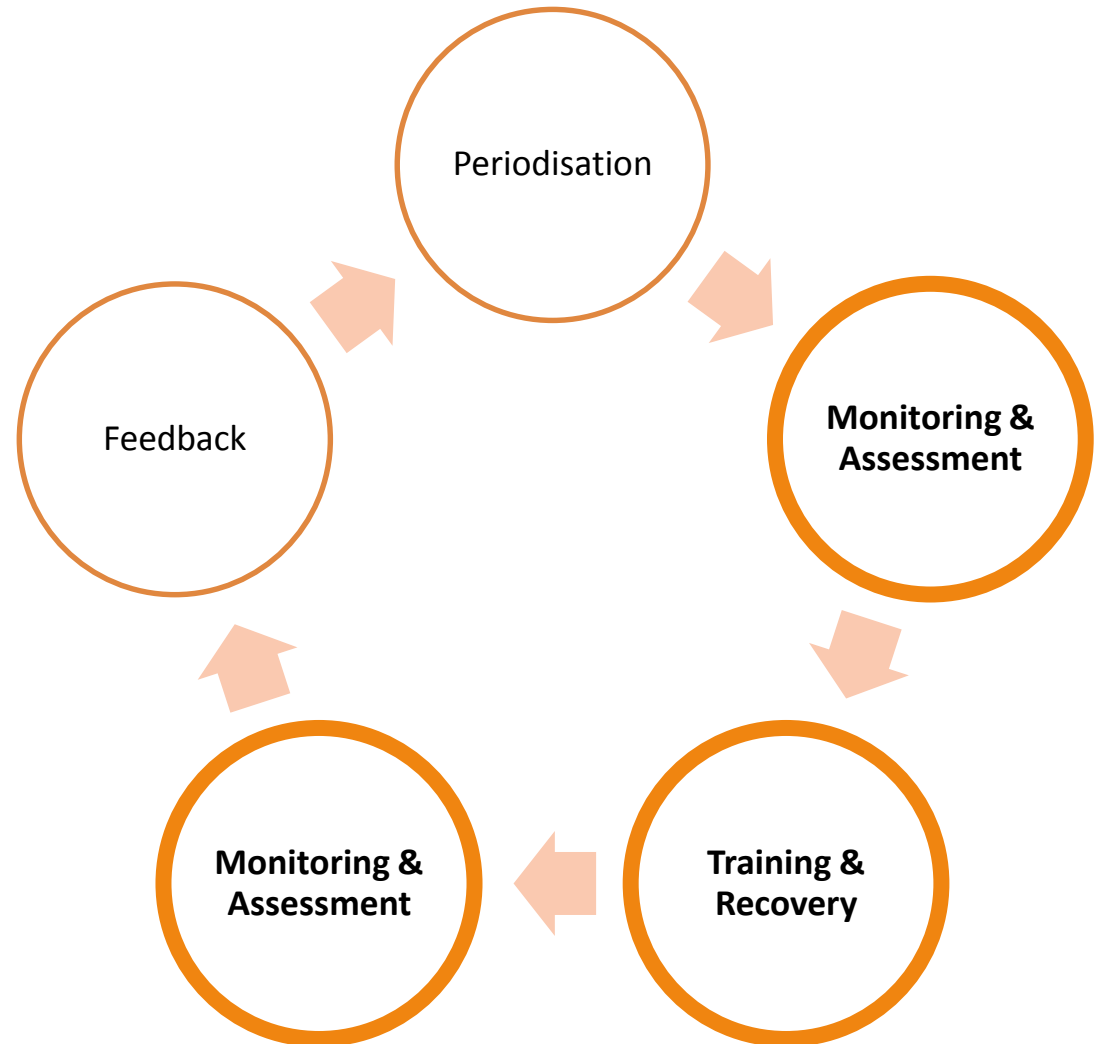 Periodisation
Monitoring &
Assessment
Training &
Recovery
Monitoring &
Assessment
Feedback